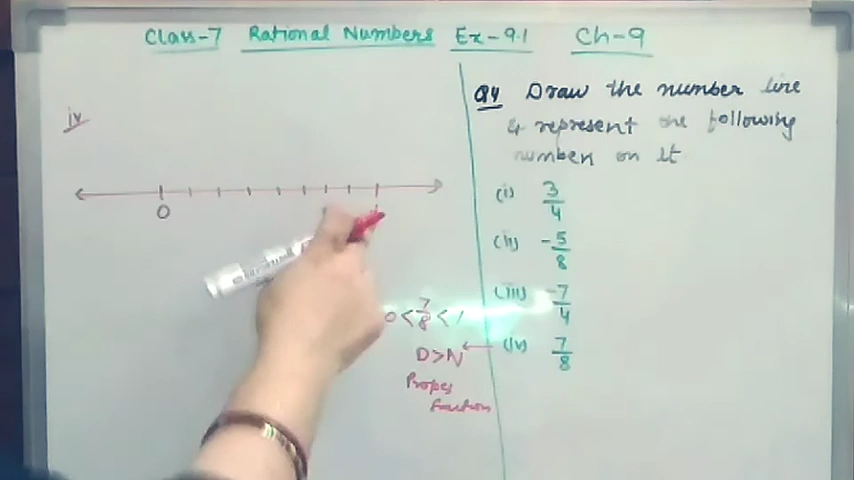 Class-7 Rational Numbers Ex-9.1 Ch-9
iv
0
0 < 7/8 < 1
D>N
Proper
fraction
Q4 Draw the number line
& represent the following
number on it
(i) 3/4
(ii) -5/8
(iii) -7/4
(iv) 7/8